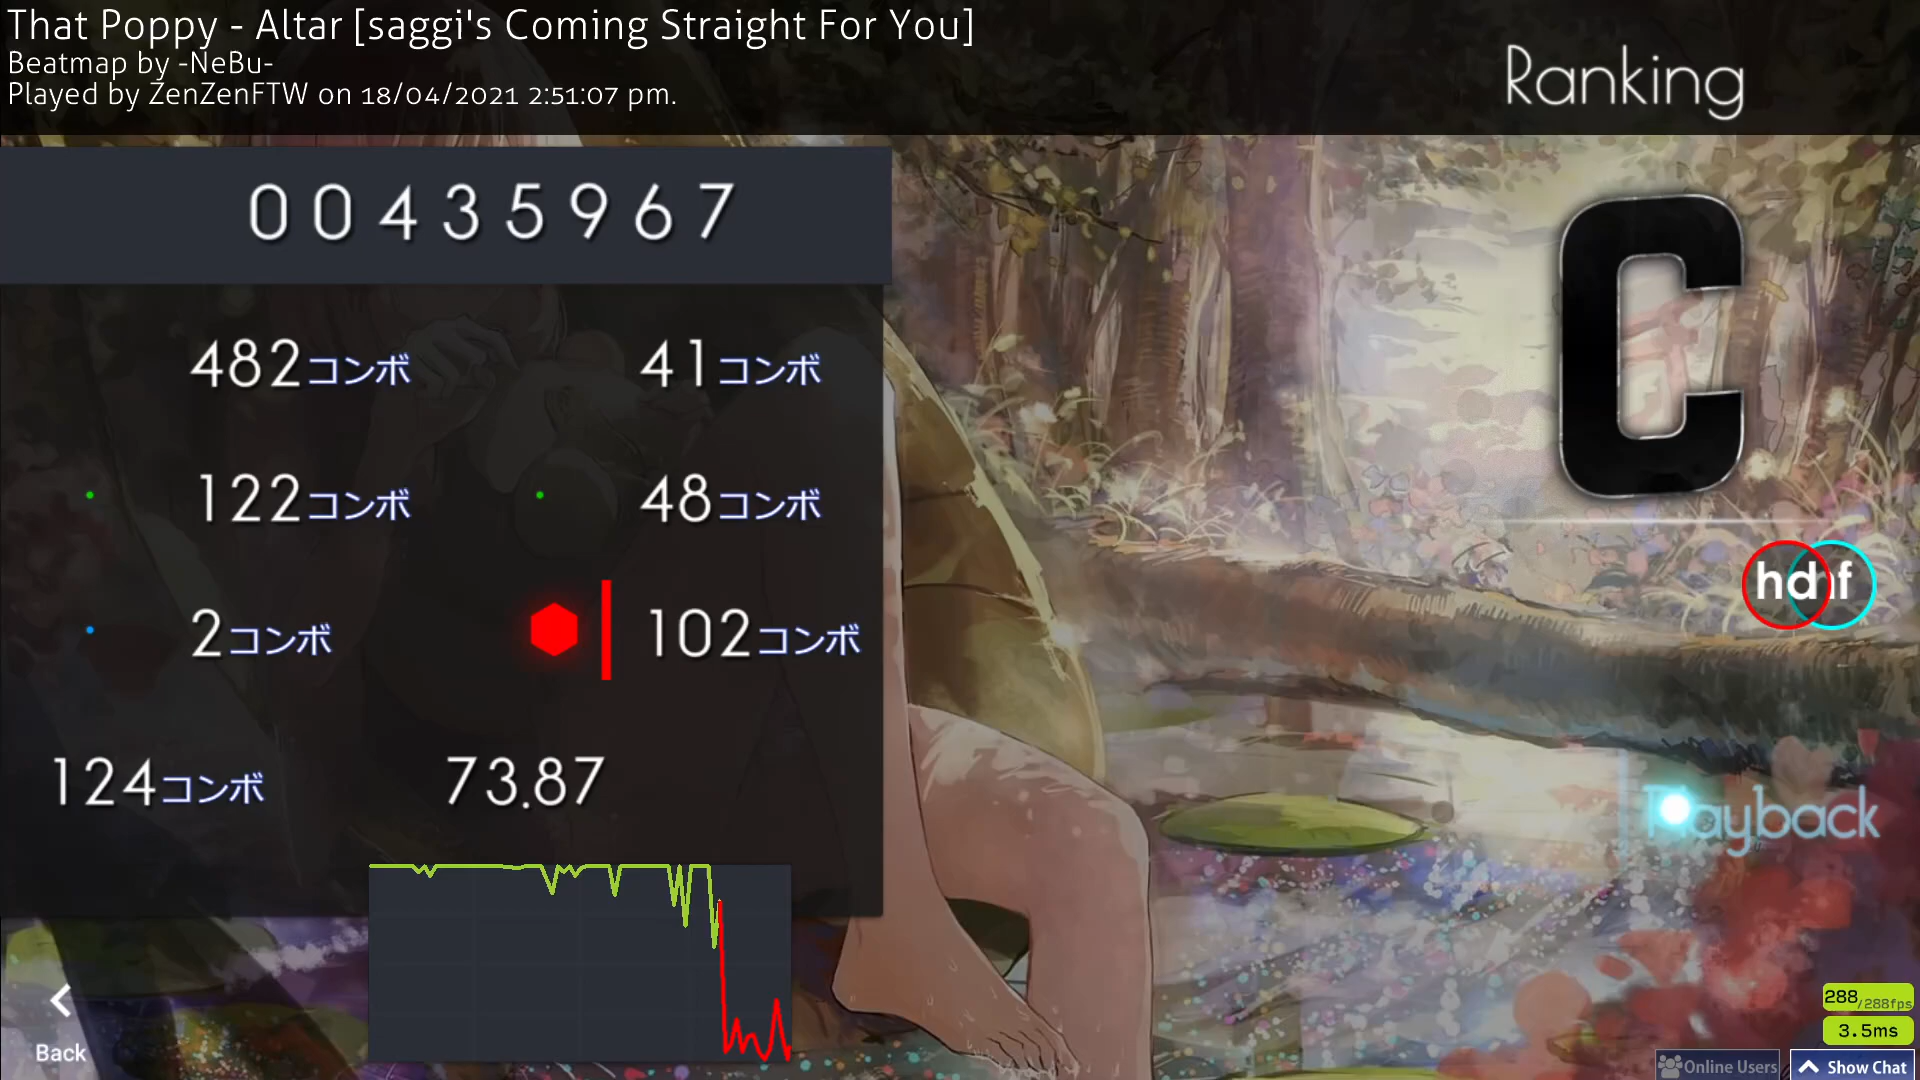 That Poppy - Altar [saggi's Coming Straight For You]
Beatmap by -NeBu-
Played by ZenZenFTW on 18/04/2021 2:51:07 pm.
Ranking
00435967
482コンボ 41コンボ
122コンボ 48コンボ
2コンボ 102コンボ
124コンボ 73.87
C
hd
Playback
288/288fps
3.5ms
Back
Online Users
Show Chat